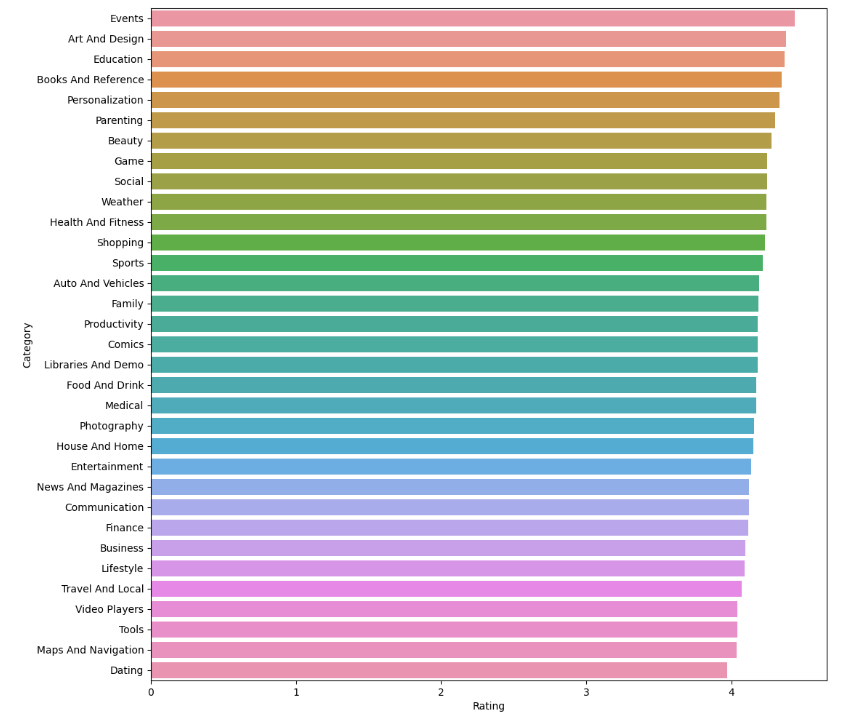 Events
Art And Design
Education
Books And Reference
Personalization
Parenting
Beauty
Game
Social
Weather
Health And Fitness
Shopping
Sports
Auto And Vehicles
Family
Productivity
Comics
Libraries And Demo
Food And Drink
Medical
Photography
House And Home
Entertainment
News And Magazines
Communication
Finance
Business
Lifestyle
Travel And Local
Video Players
Tools
Maps And Navigation
Dating
Category
0 1 2 3 4
Rating